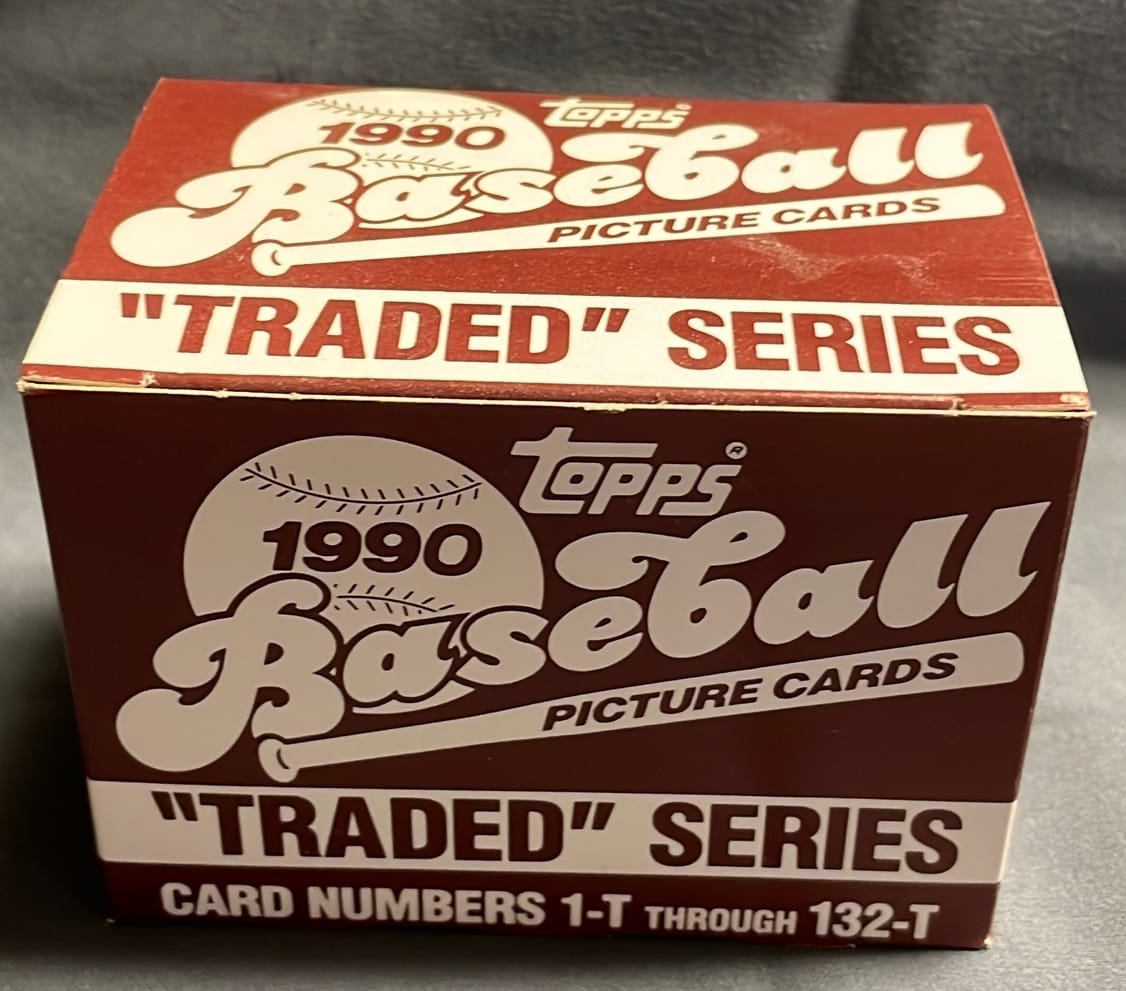 1990 topps®
Baseball
PICTURE CARDS
"TRADED" SERIES
topps®
1990
Baseball
PICTURE CARDS
"TRADED" SERIES
CARD NUMBERS 1-T THROUGH 132-T